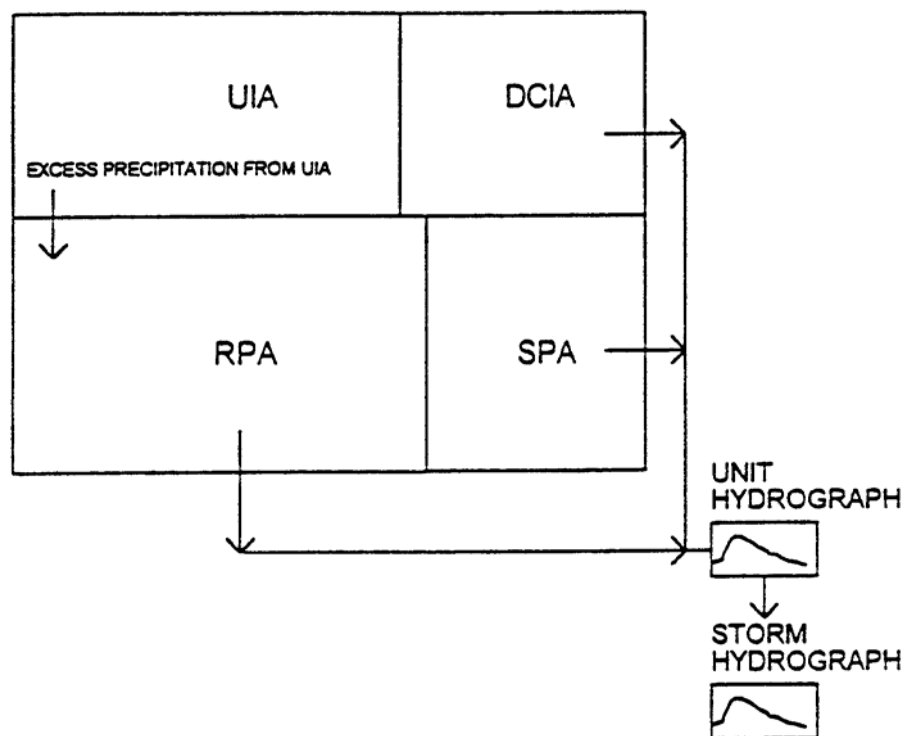 UIA
DCIA
EXCESS PRECIPITATION FROM UIA
RPA
SPA
UNIT
HYDROGRAPH
STORM
HYDROGRAPH